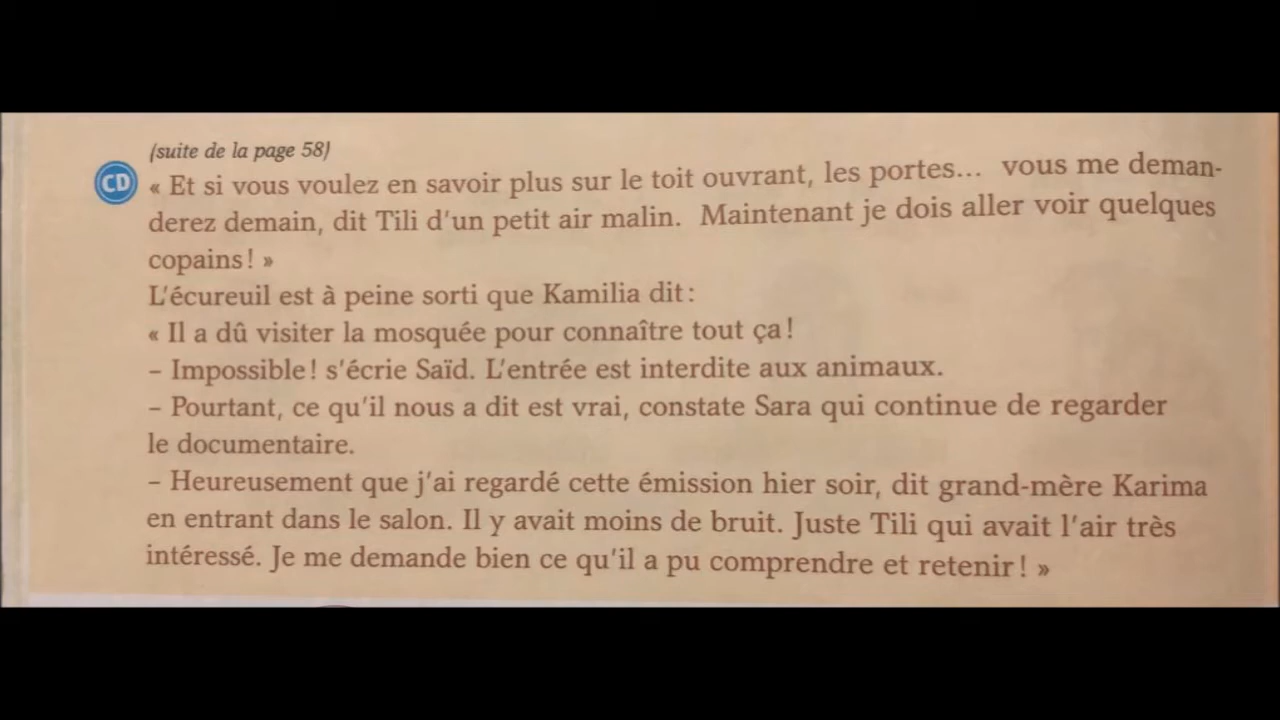 (suite de la page 58)
CD
« Et si vous voulez en savoir plus sur le toit ouvrant, les portes... vous me deman-
derez demain, dit Tili d'un petit air malin. Maintenant je dois aller voir quelques
copains! »
L'écureuil est à peine sorti que Kamilia dit:
« Il a dû visiter la mosquée pour connaître tout ça!
– Impossible! s'écrie Saïd. L'entrée est interdite aux animaux.
– Pourtant, ce qu'il nous a dit est vrai, constate Sara qui continue de regarder
le documentaire.
– Heureusement que j'ai regardé cette émission hier soir, dit grand-mère Karima
en entrant dans le salon. Il y avait moins de bruit. Juste Tili qui avait l'air très
intéressé. Je me demande bien ce qu'il a pu comprendre et retenir! »